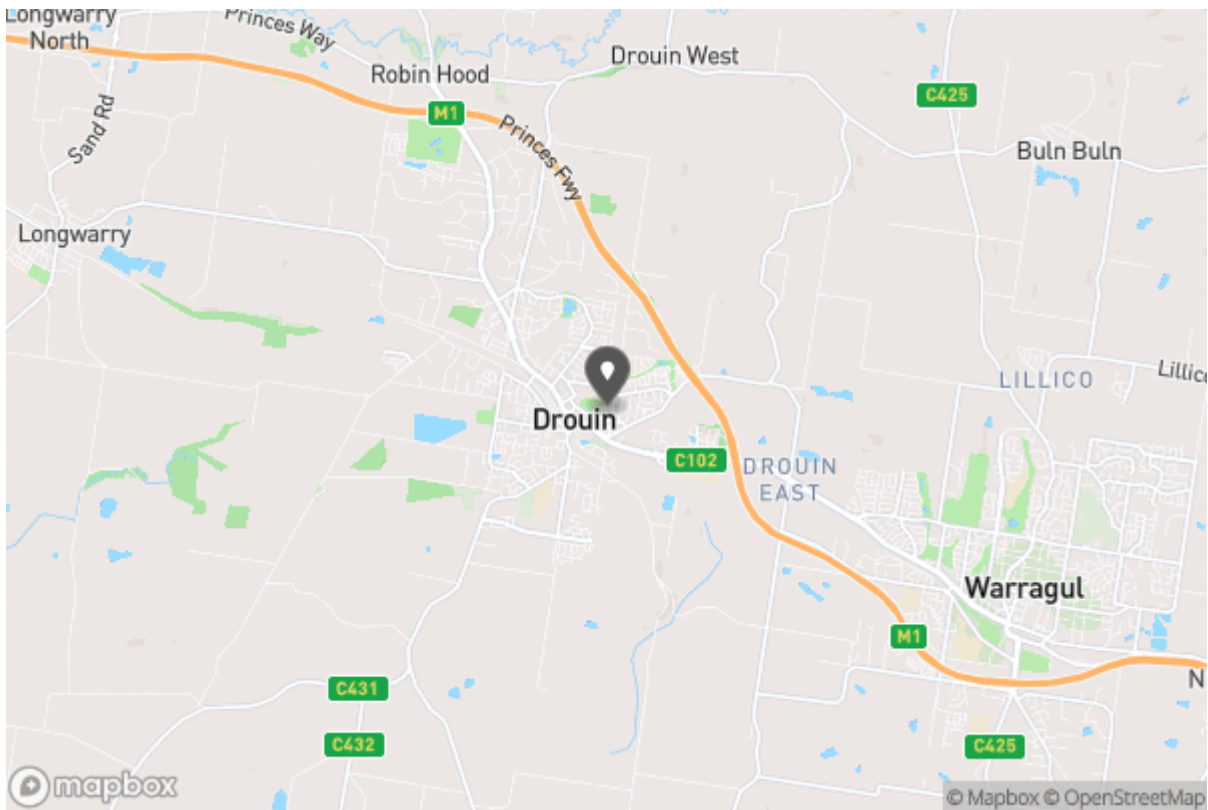 Longwarry
North
Princes Way
Drouin West
Robin Hood
C425
M1
Sand Rd
Princes Fwy
Buln Buln
Longwarry
Lillico
LILLICO
Drouin
C102
DROUIN
EAST
Warragul
M1
C431
N
C432
C425
mapbox
© Mapbox © OpenStreetMap